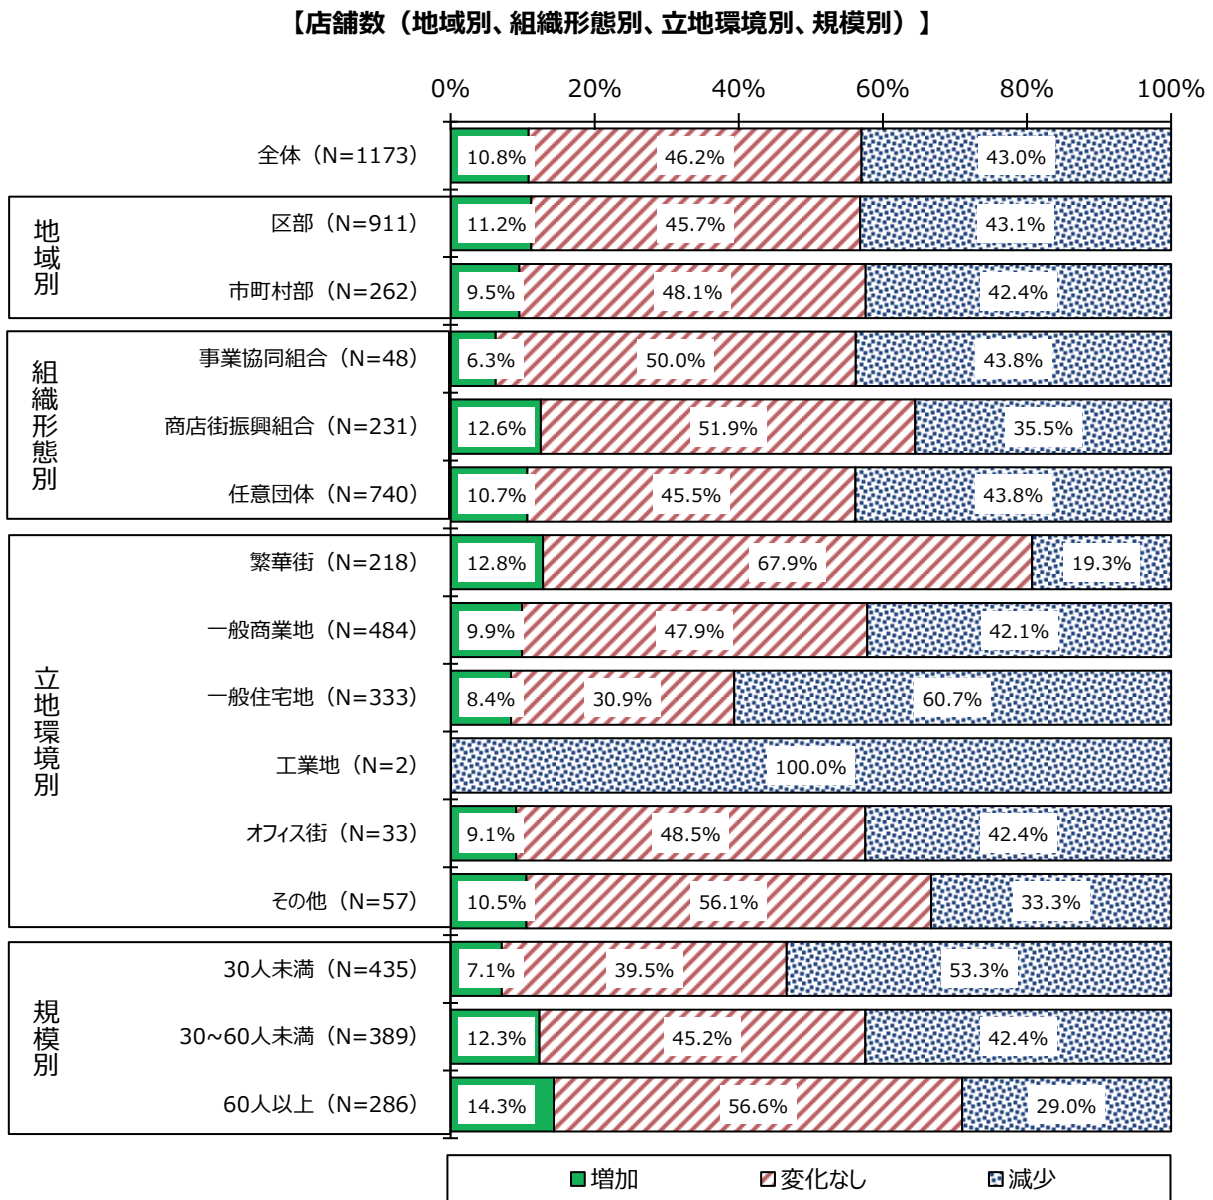 【店舗数（地域別、組織形態別、立地環境別、規模別）】
0% 20% 40% 60% 80% 100%
全体（N=1173） 10.8% 46.2% 43.0%
地域別
区部（N=911） 11.2% 45.7% 43.1%
市町村部（N=262） 9.5% 48.1% 42.4%
組織形態別
事業協同組合（N=48） 6.3% 50.0% 43.8%
商店街振興組合（N=231） 12.6% 51.9% 35.5%
任意団体（N=740） 10.7% 45.5% 43.8%
立地環境別
繁華街（N=218） 12.8% 67.9% 19.3%
一般商業地（N=484） 9.9% 47.9% 42.1%
一般住宅地（N=333） 8.4% 30.9% 60.7%
工業地（N=2） 100.0%
オフィス街（N=33） 9.1% 48.5% 42.4%
その他（N=57） 10.5% 56.1% 33.3%
規模別
30人未満（N=435） 7.1% 39.5% 53.3%
30~60人未満（N=389） 12.3% 45.2% 42.4%
60人以上（N=286） 14.3% 56.6% 29.0%
増加 変化なし 減少